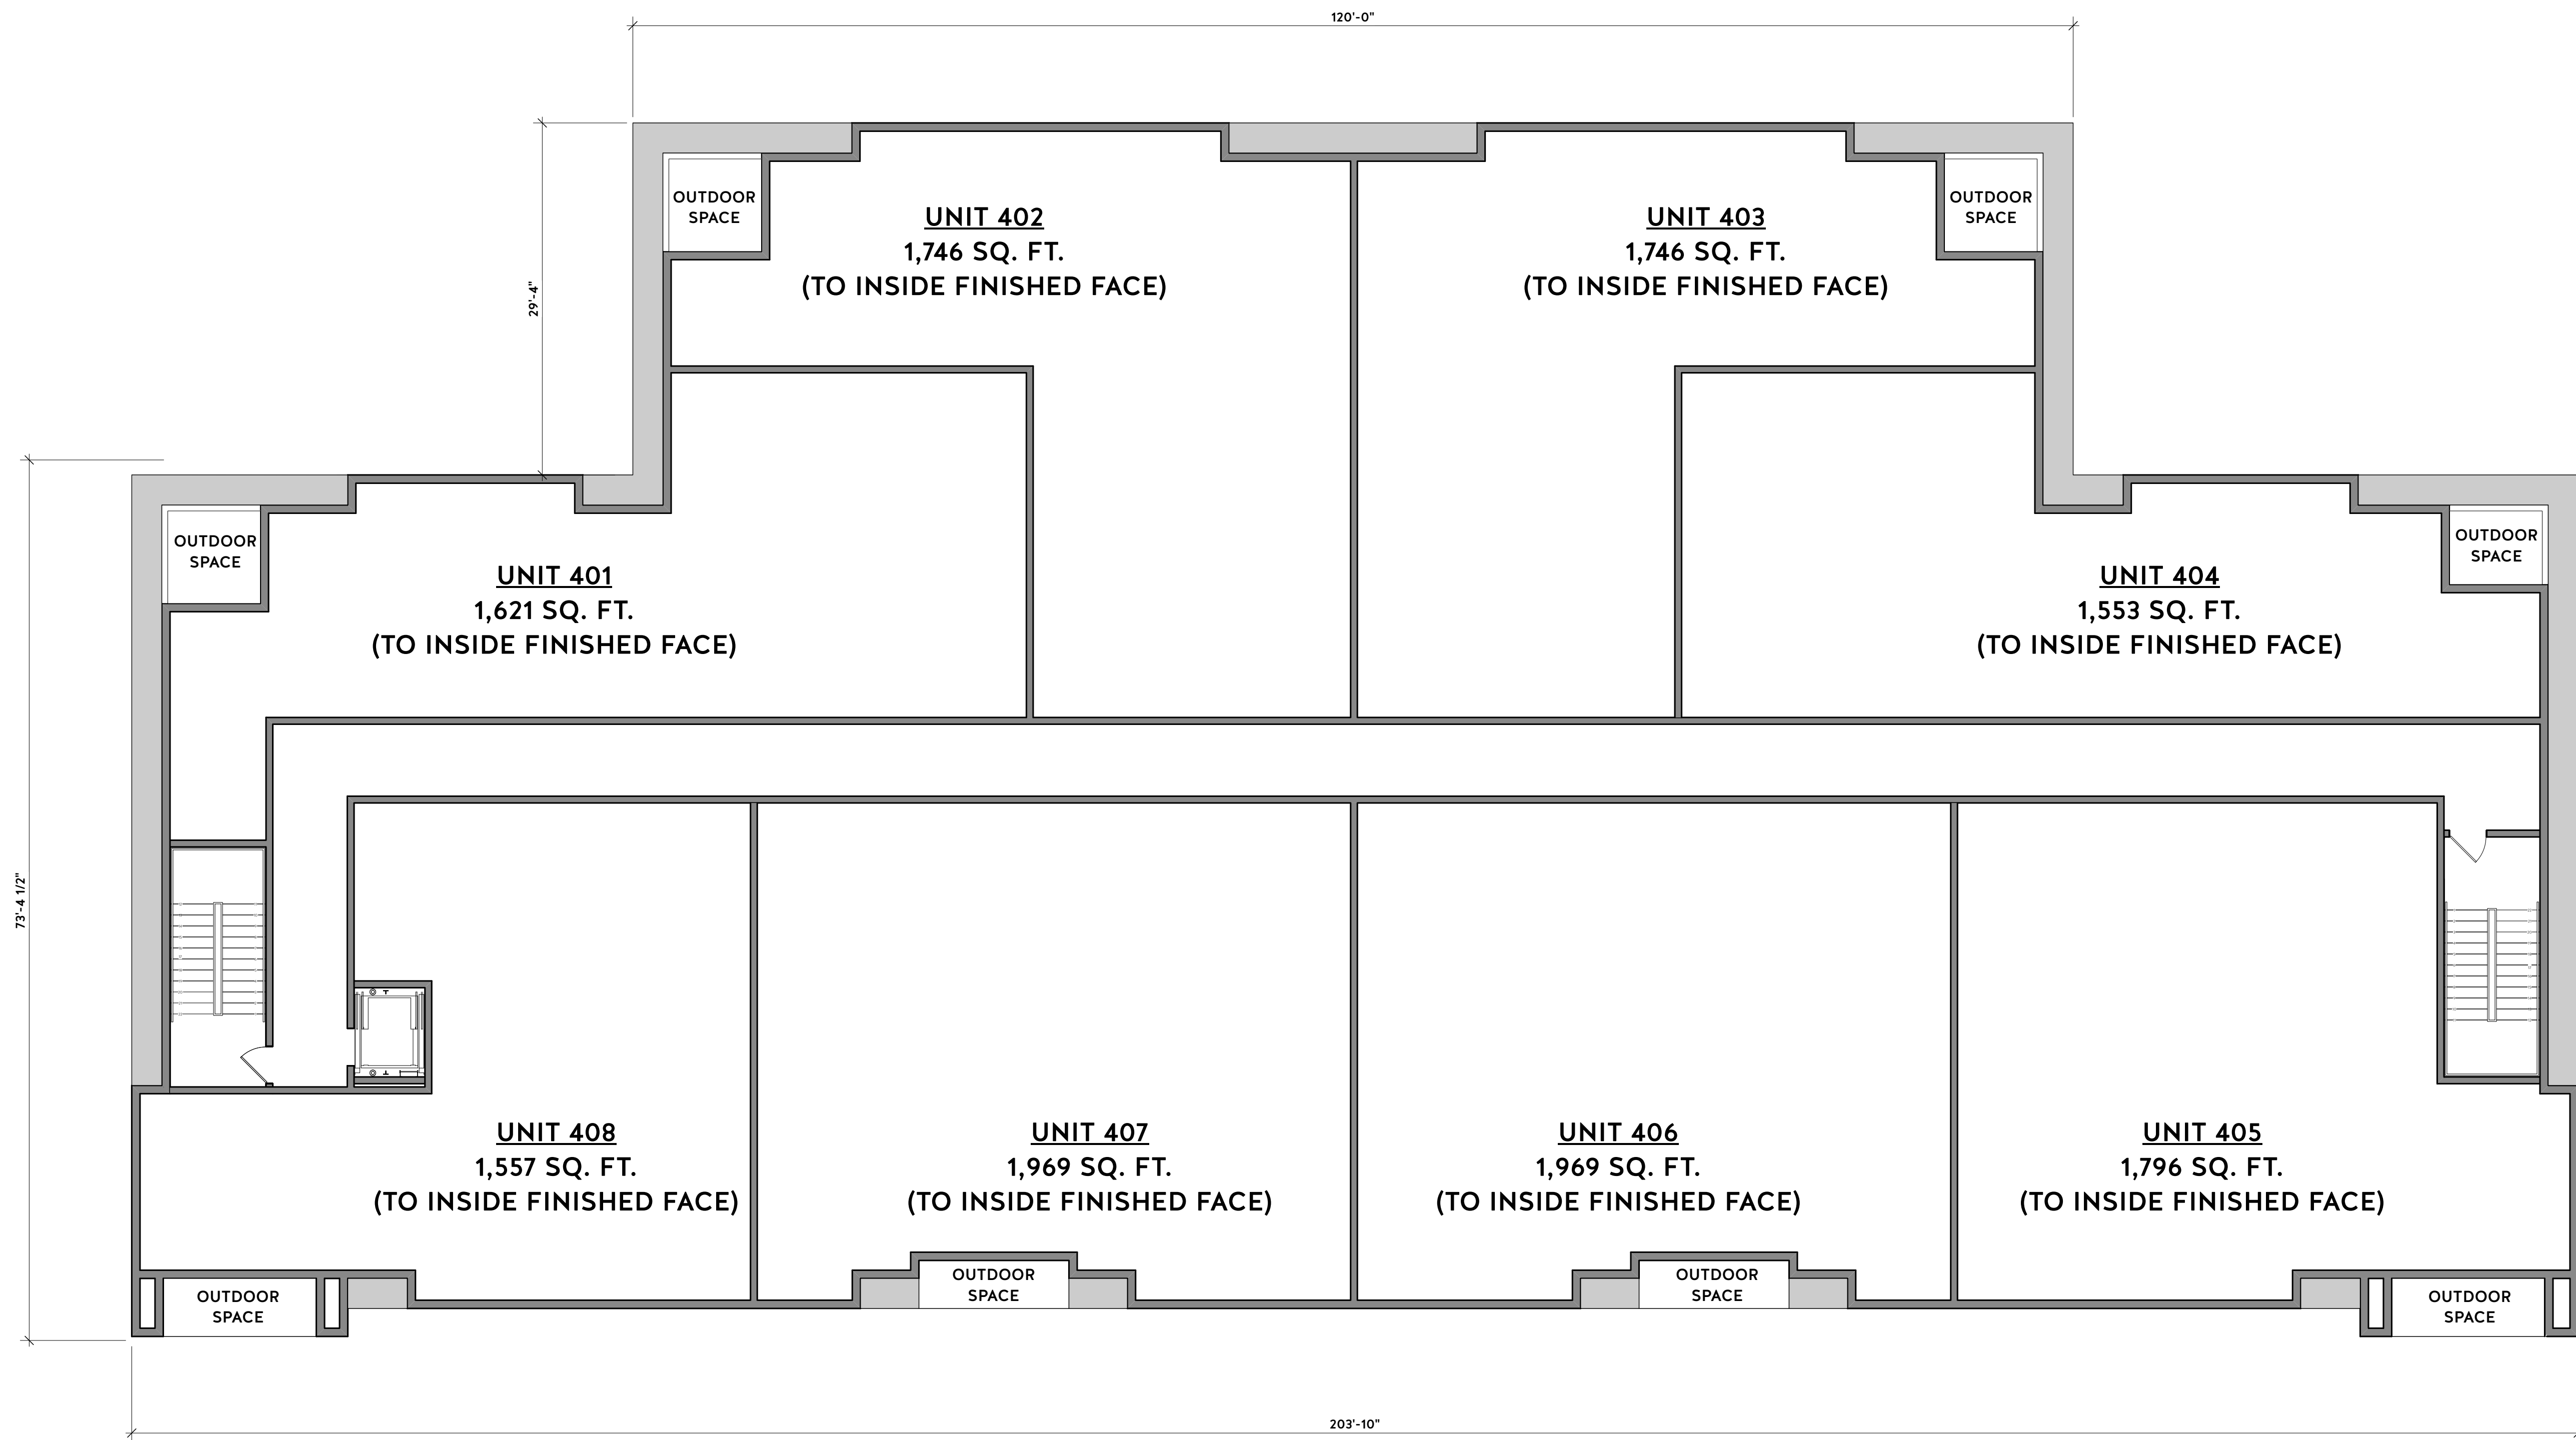 120'-0"
29'-4"
OUTDOOR
SPACE
UNIT 402
1,746 SQ. FT.
(TO INSIDE FINISHED FACE)
UNIT 403
1,746 SQ. FT.
(TO INSIDE FINISHED FACE)
OUTDOOR
SPACE
OUTDOOR
SPACE
UNIT 401
1,621 SQ. FT.
(TO INSIDE FINISHED FACE)
UNIT 404
1,553 SQ. FT.
(TO INSIDE FINISHED FACE)
OUTDOOR
SPACE
73'-4 1/2"
UNIT 408
1,557 SQ. FT.
(TO INSIDE FINISHED FACE)
UNIT 407
1,969 SQ. FT.
(TO INSIDE FINISHED FACE)
UNIT 406
1,969 SQ. FT.
(TO INSIDE FINISHED FACE)
UNIT 405
1,796 SQ. FT.
(TO INSIDE FINISHED FACE)
OUTDOOR
SPACE
OUTDOOR
SPACE
OUTDOOR
SPACE
OUTDOOR
SPACE
203'-10"